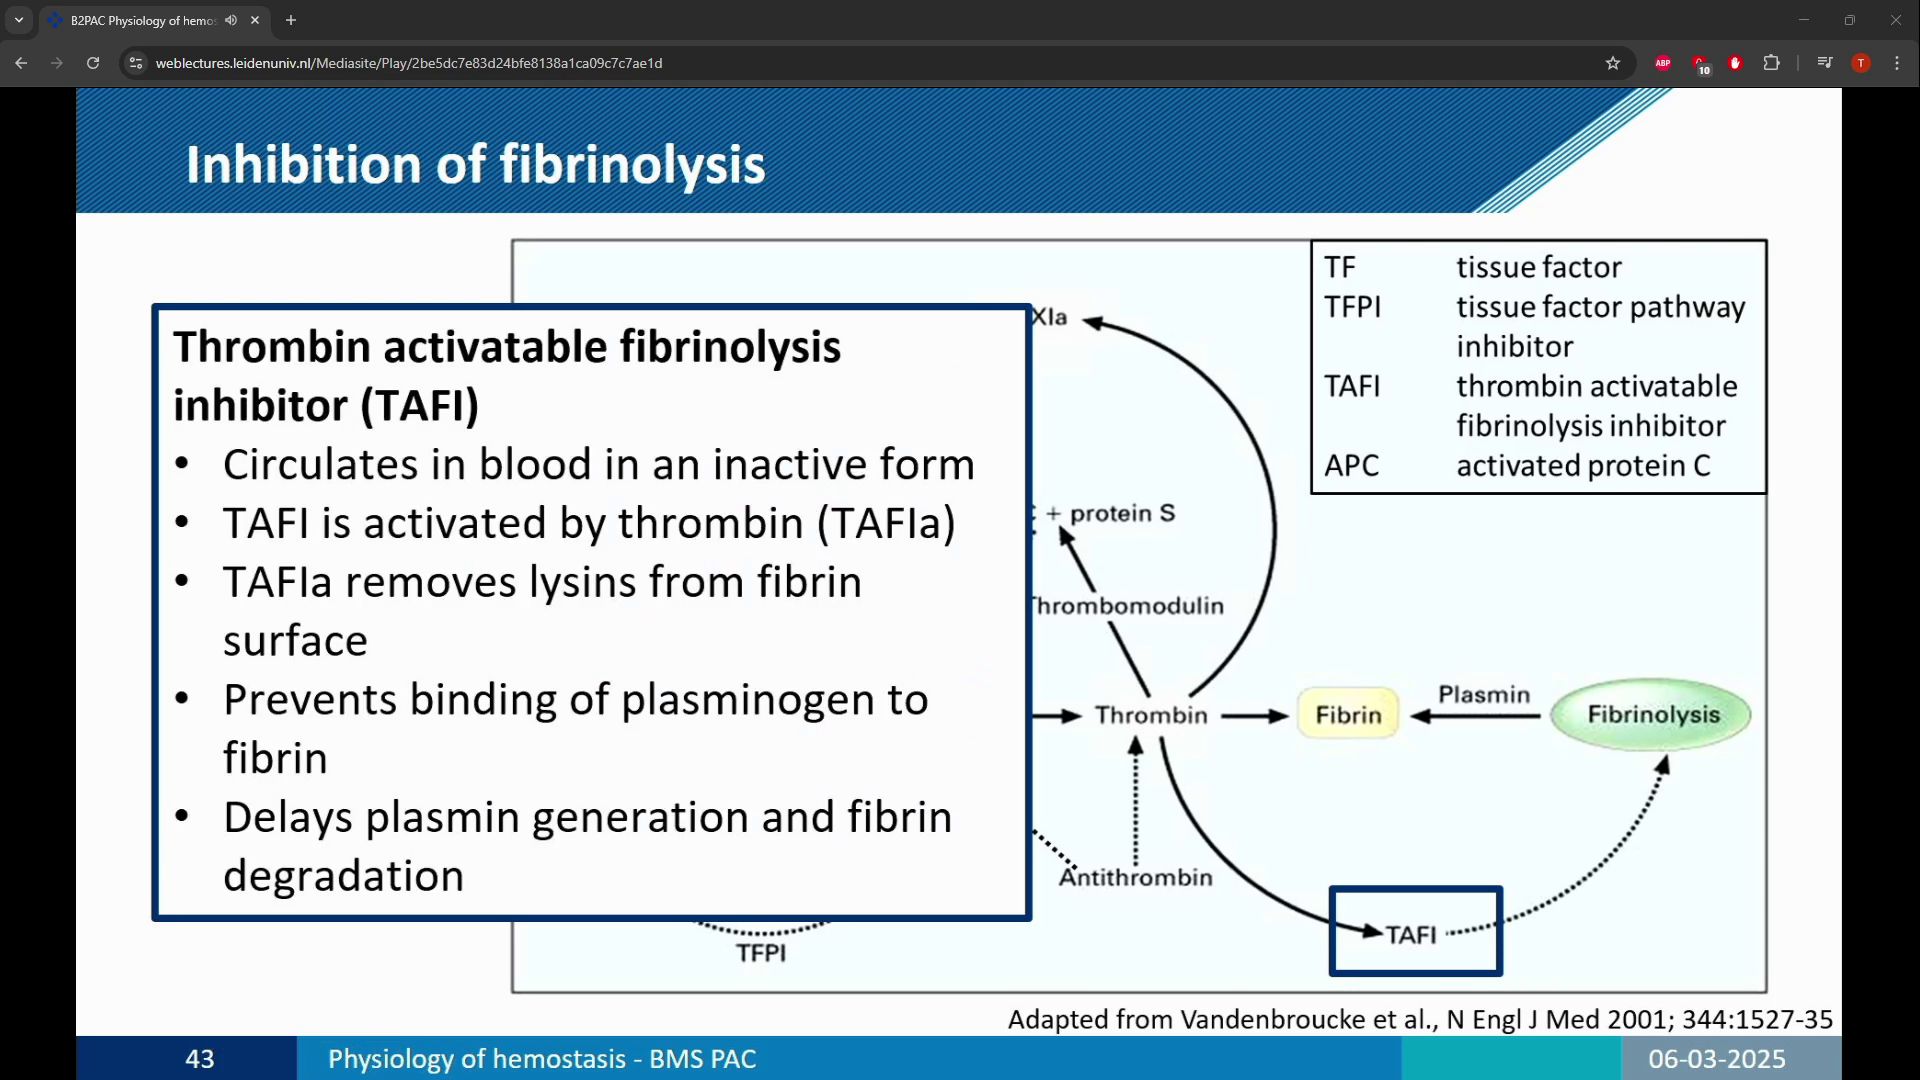 B2PAC Physiology of hemos
weblectures.leidenuniv.nl/Mediasite/Play/2be5dc7e83d24bfe8138a1ca09c7c7ae1d
ABP
10
T
Inhibition of fibrinolysis
TF tissue factor
TFPI tissue factor pathway
inhibitor
TAFI thrombin activatable
fibrinolysis inhibitor
APC activated protein C
Thrombin activatable fibrinolysis
inhibitor (TAFI)
• Circulates in blood in an inactive form
• TAFI is activated by thrombin (TAFIa)
• TAFIa removes lysins from fibrin
surface
• Prevents binding of plasminogen to
fibrin
• Delays plasmin generation and fibrin
degradation
XIa
+ protein S
Thrombomodulin
Thrombin
Fibrin
Plasmin
Fibrinolysis
Antithrombin
TAFI
TFPI
Adapted from Vandenbroucke et al., N Engl J Med 2001; 344:1527-35
43
Physiology of hemostasis - BMS PAC
06-03-2025